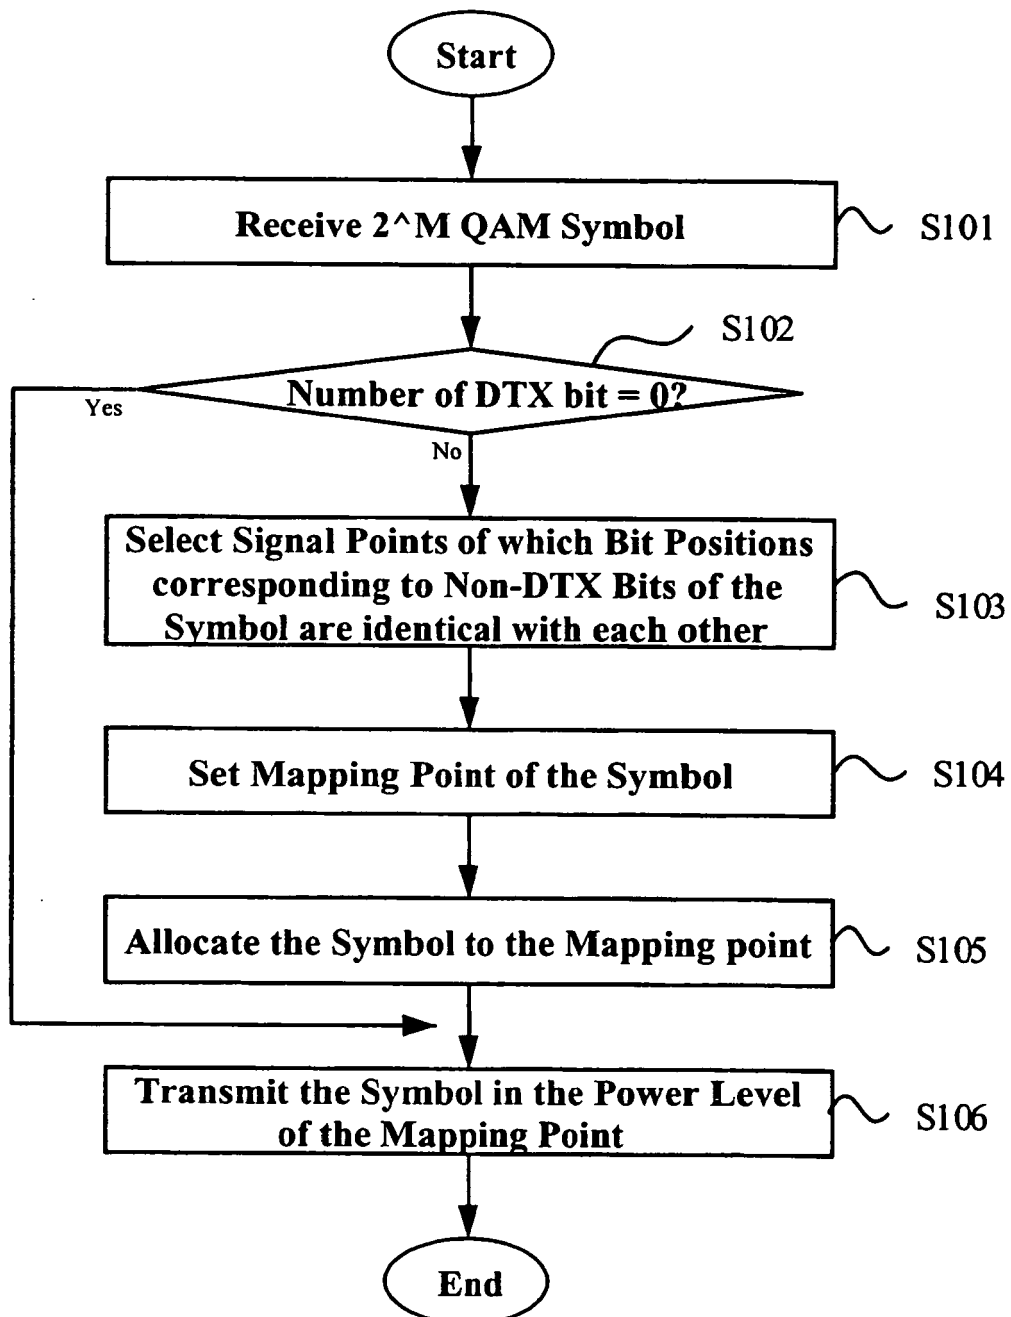 Start
Receive 2^M QAM Symbol
S101
S102
Number of DTX bit = 0?
Yes
No
Select Signal Points of which Bit Positions
corresponding to Non-DTX Bits of the
Symbol are identical with each other
S103
Set Mapping Point of the Symbol
S104
Allocate the Symbol to the Mapping point
S105
Transmit the Symbol in the Power Level
of the Mapping Point
S106
End